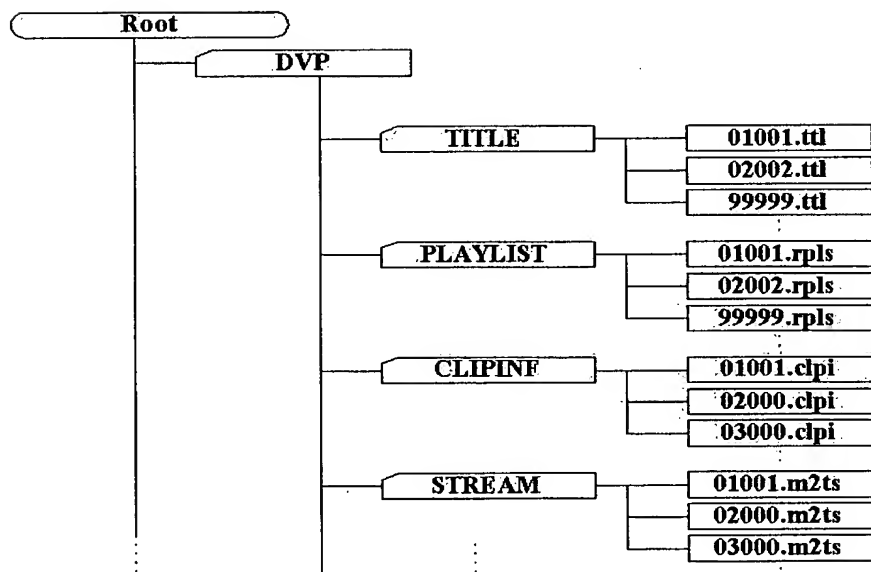 Root
DVP
TITLE
01001.ttl
02002.ttl
99999.ttl
PLAYLIST
01001.rpls
02002.rpls
99999.rpls
CLIPINF
01001.clpi
02000.clpi
03000.clpi
STREAM
01001.m2ts
02000.m2ts
03000.m2ts